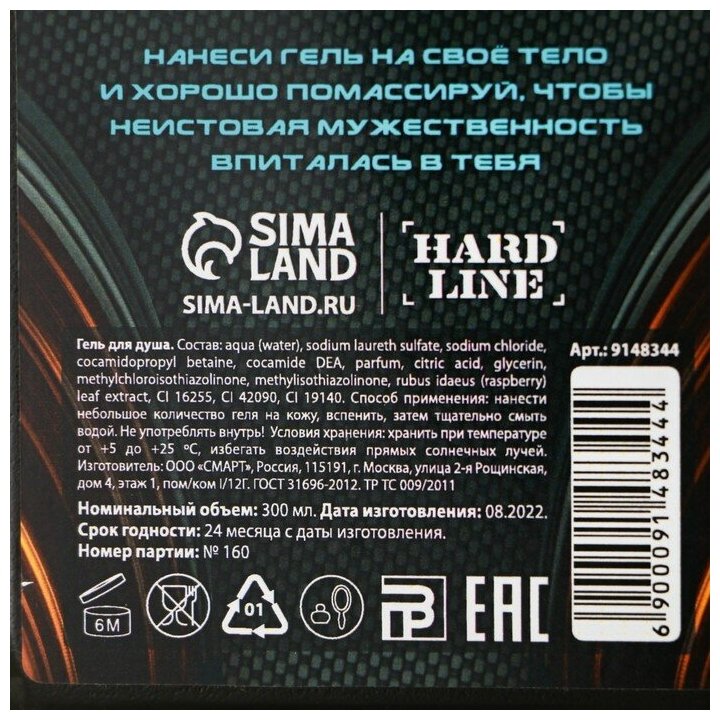 НАНЕСИ ГЕЛЬ НА СВОЁ ТЕЛО
И ХОРОШО ПОМАССИРУЙ, ЧТОБЫ
НЕИСТОВАЯ МУЖЕСТВЕННОСТЬ
ВПИТАЛАСЬ В ТЕБЯ
SIMA
LAND
SIMA-LAND.RU
HARD
LINE
Гель для душа. Состав: aqua (water), sodium laureth sulfate, sodium chloride,
cocamidopropyl betaine, cocamide DEA, parfum, citric acid, glycerin,
methylchloroisothiazolinone, methylisothiazolinone, rubus idaeus (raspberry)
leaf extract, CI 16255, CI 42090, CI 19140. Способ применения: нанести
небольшое количество геля на кожу, вспенить, затем тщательно смыть
водой. Не употреблять внутрь! Условия хранения: хранить при температуре
от +5 до +25 ºС, избегать воздействия прямых солнечных лучей.
Изготовитель: ООО «СМАРТ», Россия, 115191, г. Москва, улица 2-я Рощинская,
дом 4, этаж 1, пом/ком I/12Г. ГОСТ 31696-2012. ТР ТС 009/2011
Номинальный объем: 300 мл. Дата изготовления: 08.2022.
Срок годности: 24 месяца с даты изготовления.
Номер партии: № 160
Арт.: 9148344
6900009148344 4
6М
01
ЕАС